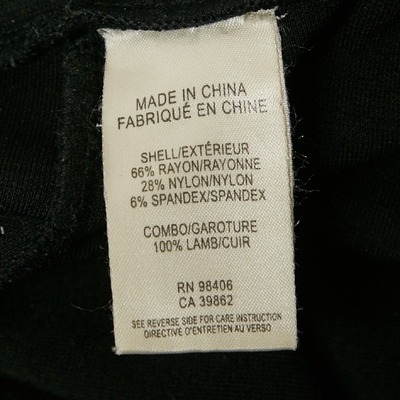 MADE IN CHINA
FABRIQUÉ EN CHINE
SHELL/EXTÉRIEUR
66% RAYON/RAYONNE
28% NYLON/NYLON
6% SPANDEX/SPANDEX
COMBO/GAROTURE
100% LAMB/CUIR
RN 98406
CA 39862
SEE REVERSE SIDE FOR CARE INSTRUCTION
DIRECTIVE D'ENTRETIEN AU VERSO